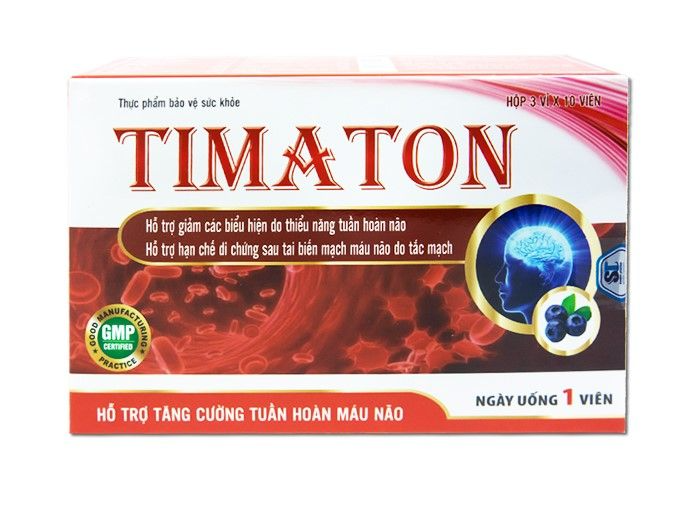 Thực phẩm bảo vệ sức khỏe
HỘP 3 VỈ X 10 VIÊN
TIMATON
Hỗ trợ giảm các biểu hiện do thiểu năng tuần hoàn não
Hỗ trợ hạn chế di chứng sau tai biến mạch máu não do tắc mạch
ST
GOOD MANUFACTURING
GMP
CERTIFIED
PRACTICE
HỖ TRỢ TĂNG CƯỜNG TUẦN HOÀN MÁU NÃO
NGÀY UỐNG 1 VIÊN